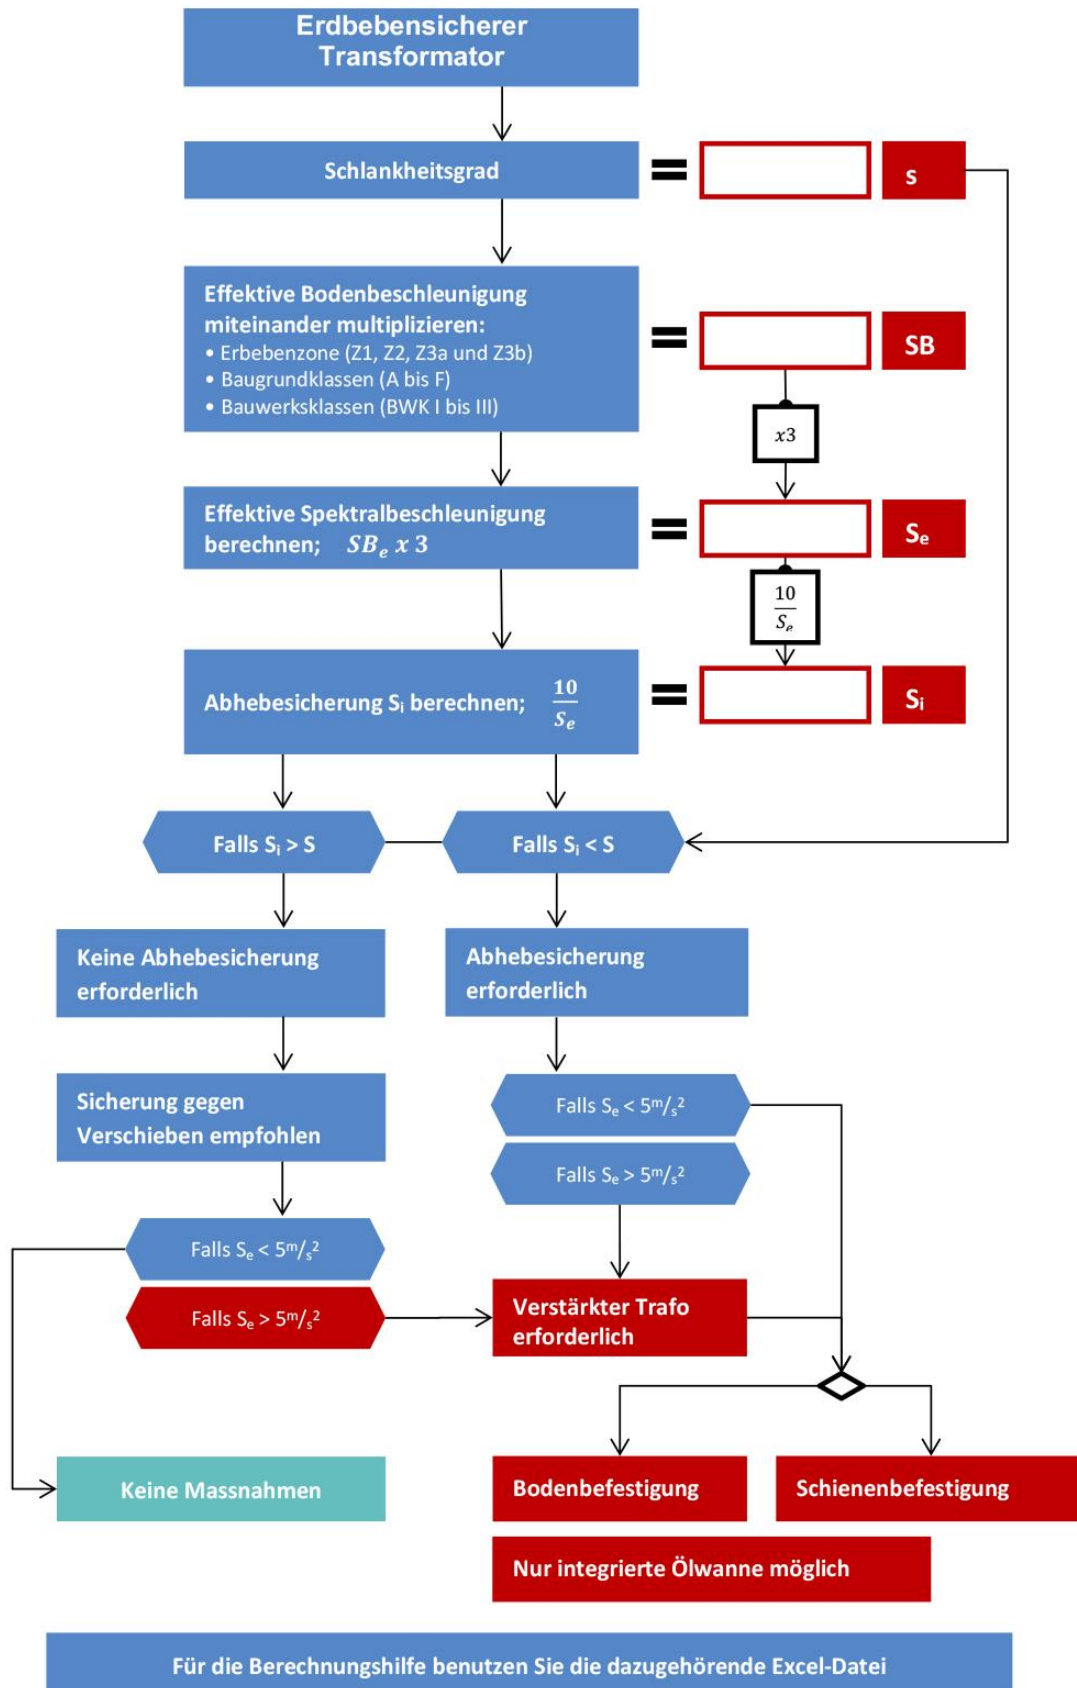 Erdbebensicherer
Transformator
Schlankheitsgrad
=
s
Effektive Bodenbeschleunigung
miteinander multiplizieren:
• Erbebenzone (Z1, Z2, Z3a und Z3b)
• Baugrundklassen (A bis F)
• Bauwerksklassen (BWK I bis III)
=
SB
x3
Effektive Spektralbeschleunigung
berechnen; SBₑ x 3
=
Sₑ
10
Sₑ
Abhebesicherung Sᵢ berechnen; 10/Sₑ
=
Sᵢ
Falls Sᵢ > S
Falls Sᵢ < S
Keine Abhebesicherung
erforderlich
Abhebesicherung
erforderlich
Sicherung gegen
Verschieben empfohlen
Falls Sₑ < 5ᵐ/ₛ²
Falls Sₑ > 5ᵐ/ₛ²
Falls Sₑ < 5ᵐ/ₛ²
Falls Sₑ > 5ᵐ/ₛ²
Verstärkter Trafo
erforderlich
Keine Massnahmen
Bodenbefestigung
Schienenbefestigung
Nur integrierte Ölwanne möglich
Für die Berechnungshilfe benutzen Sie die dazugehörende Excel-Datei